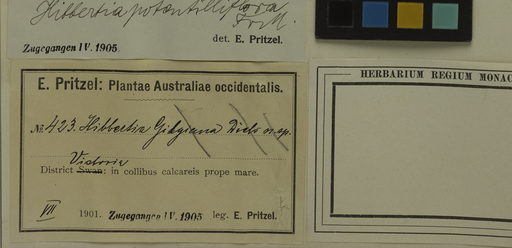 Hibbertia potentilliflora
F. v. M.
Zugegangen IV. 1905. det. E. Pritzel.
E. Pritzel: Plantae Australiae occidentalis.
№ 423. Hibbertia Gilgiana Diels n. sp.
Victoria
District Swan: in collibus calcareis prope mare.
VII 1901. Zugegangen IV. 1905 leg. E. Pritzel.
HERBARIUM REGIUM MONAC